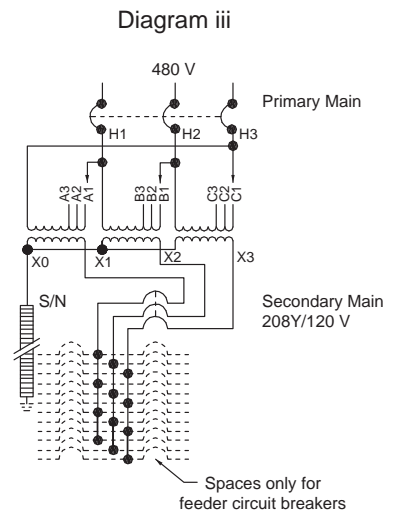 Diagram iii
480 V
Primary Main
H1
H2
H3
A3
A2
A1
B3
B2
B1
C3
C2
C1
X0
X1
X2
X3
S/N
Secondary Main
208Y/120 V
Spaces only for
feeder circuit breakers